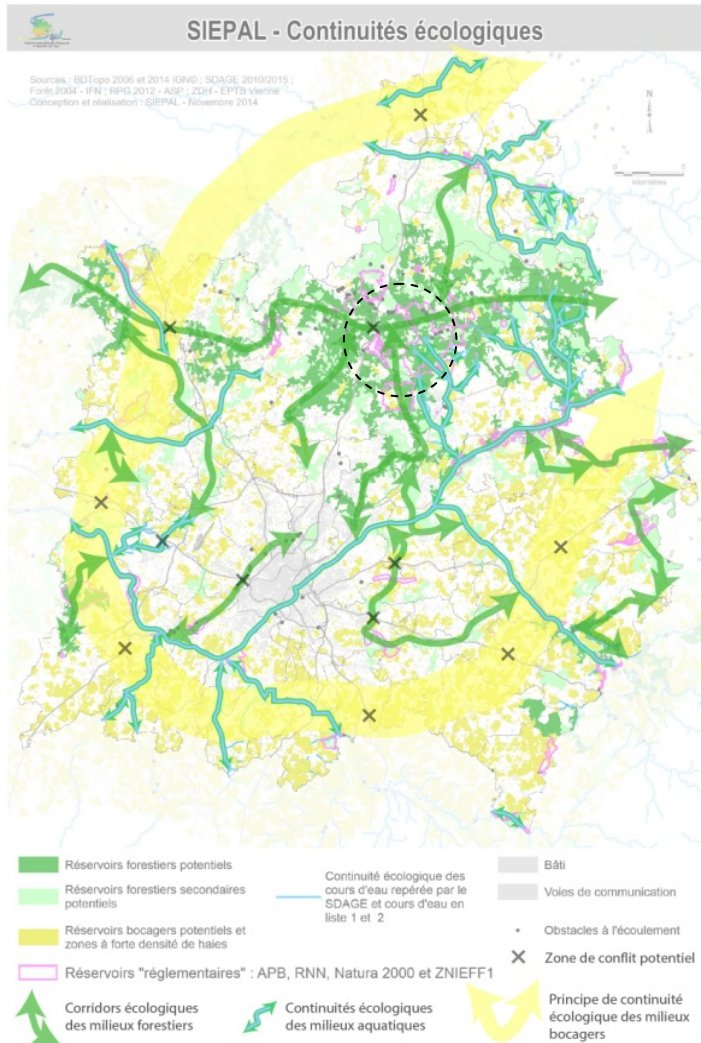 SIEPAL - Continuités écologiques
Sources : BDTopo 2006 et 2014 IGN© ; SDAGE 2010/2015 ;
Forêt 2004 - IFN ; RPG 2012 - ASP ; ZDH - EPTB Vienne
Conception et réalisation : SIEPAL - Novembre 2014
N
0 5
kilomètres
Réservoirs forestiers potentiels
Réservoirs forestiers secondaires
potentiels
Réservoirs bocagers potentiels et
zones à forte densité de haies
Continuité écologique des
cours d'eau repérée par le
SDAGE et cours d'eau en
liste 1 et 2
Bâti
Voies de communication
Obstacles à l'écoulement
Zone de conflit potentiel
Réservoirs "réglementaires" : APB, RNN, Natura 2000 et ZNIEFF1
Corridors écologiques
des milieux forestiers
Continuités écologiques
des milieux aquatiques
Principe de continuité
écologique des milieux
bocagers